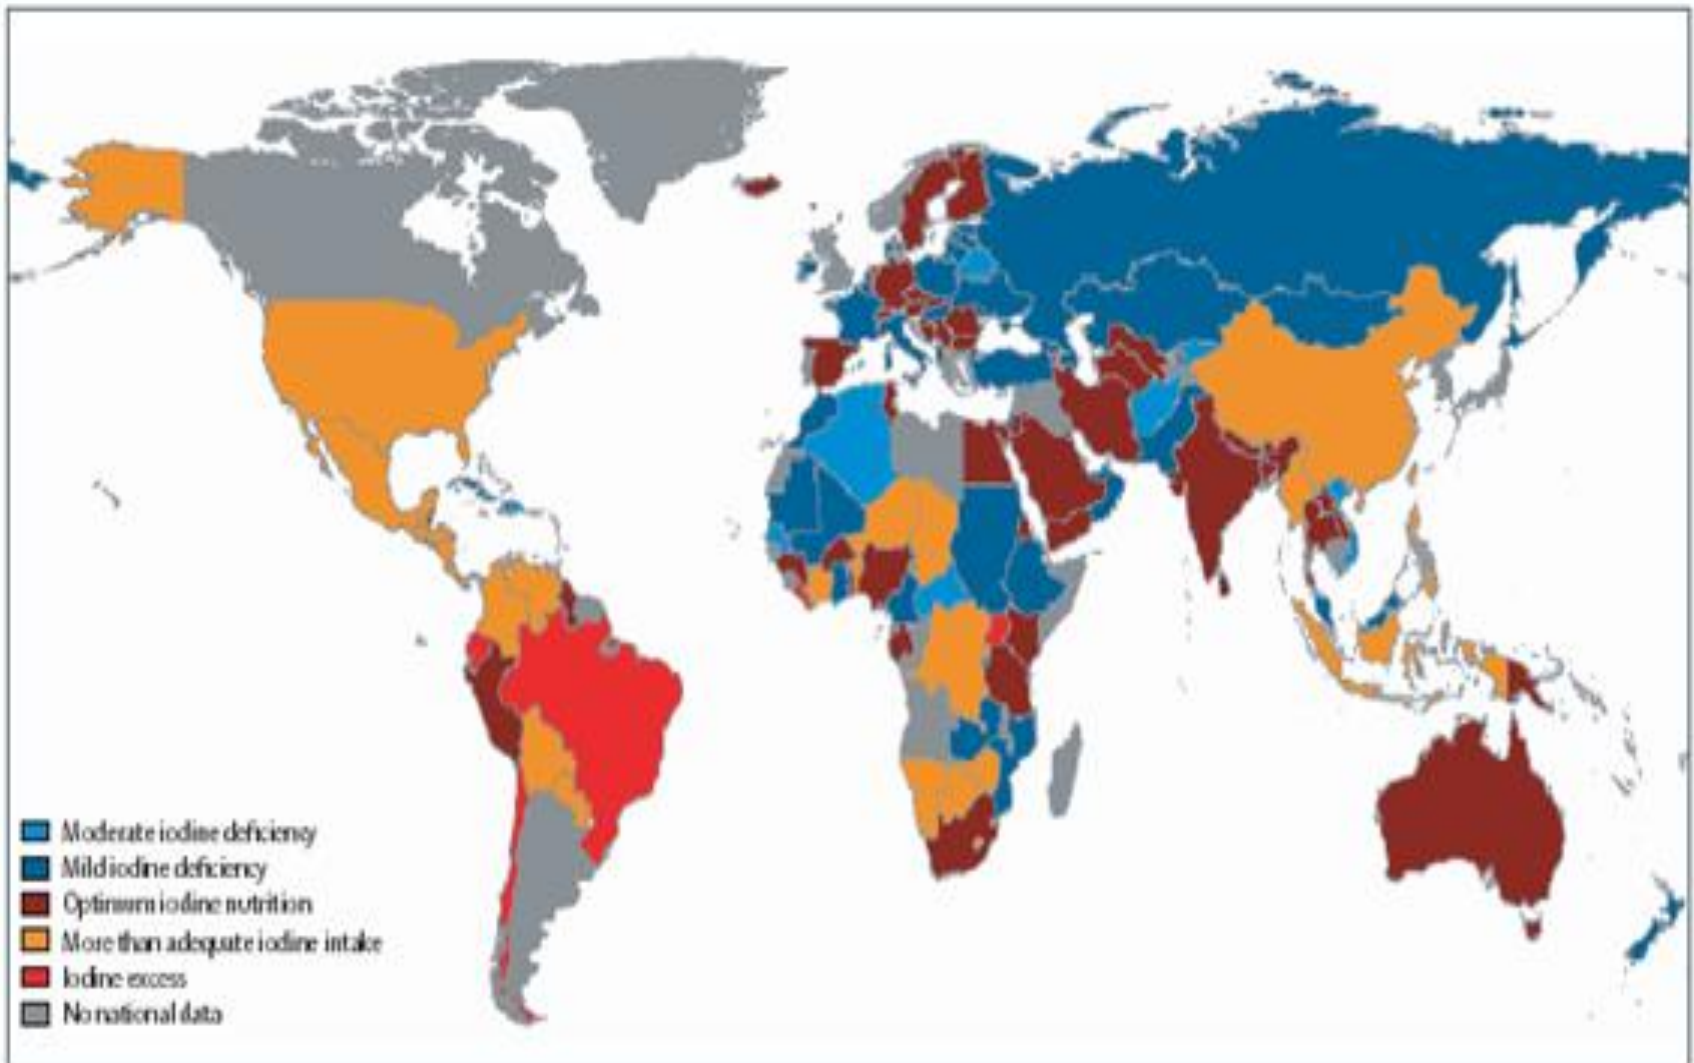 Moderate iodine deficiency
Mild iodine deficiency
Optimum iodine nutrition
More than adequate iodine intake
Iodine excess
No national data